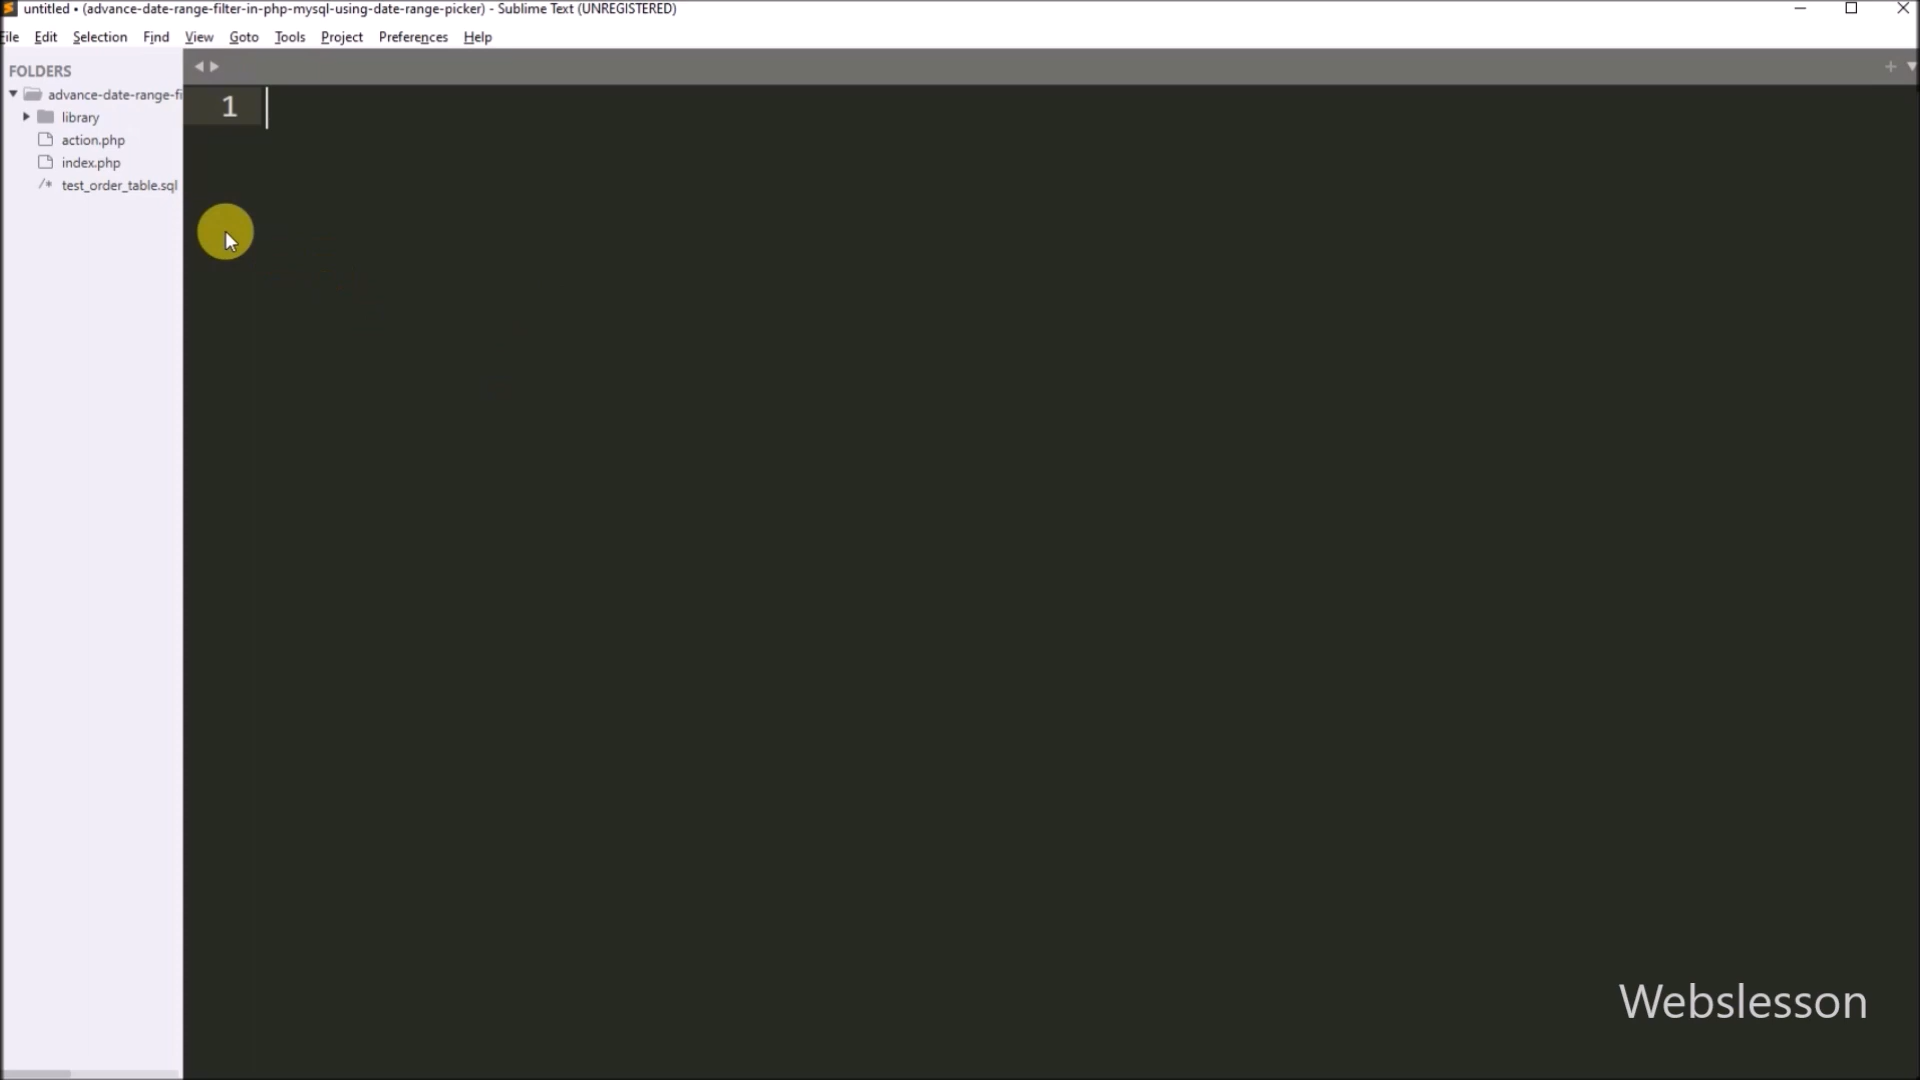 untitled • (advance-date-range-filter-in-php-mysql-using-date-range-picker) - Sublime Text (UNREGISTERED)
File Edit Selection Find View Goto Tools Project Preferences Help
FOLDERS
advance-date-range-fi
library
action.php
index.php
/* test_order_table.sql
1
Webslesson